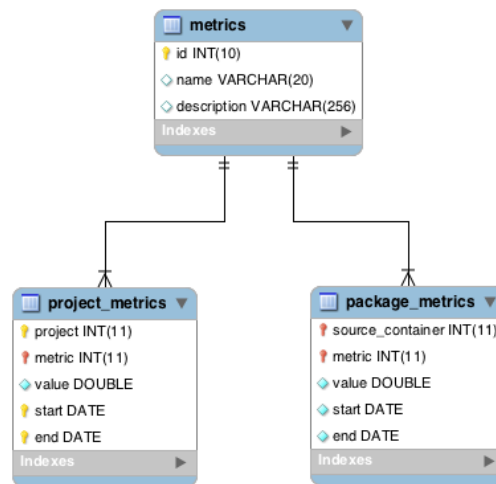 metrics
id INT(10)
name VARCHAR(20)
description VARCHAR(256)
Indexes
project_metrics
project INT(11)
metric INT(11)
value DOUBLE
start DATE
end DATE
Indexes
package_metrics
source_container INT(11)
metric INT(11)
value DOUBLE
start DATE
end DATE
Indexes